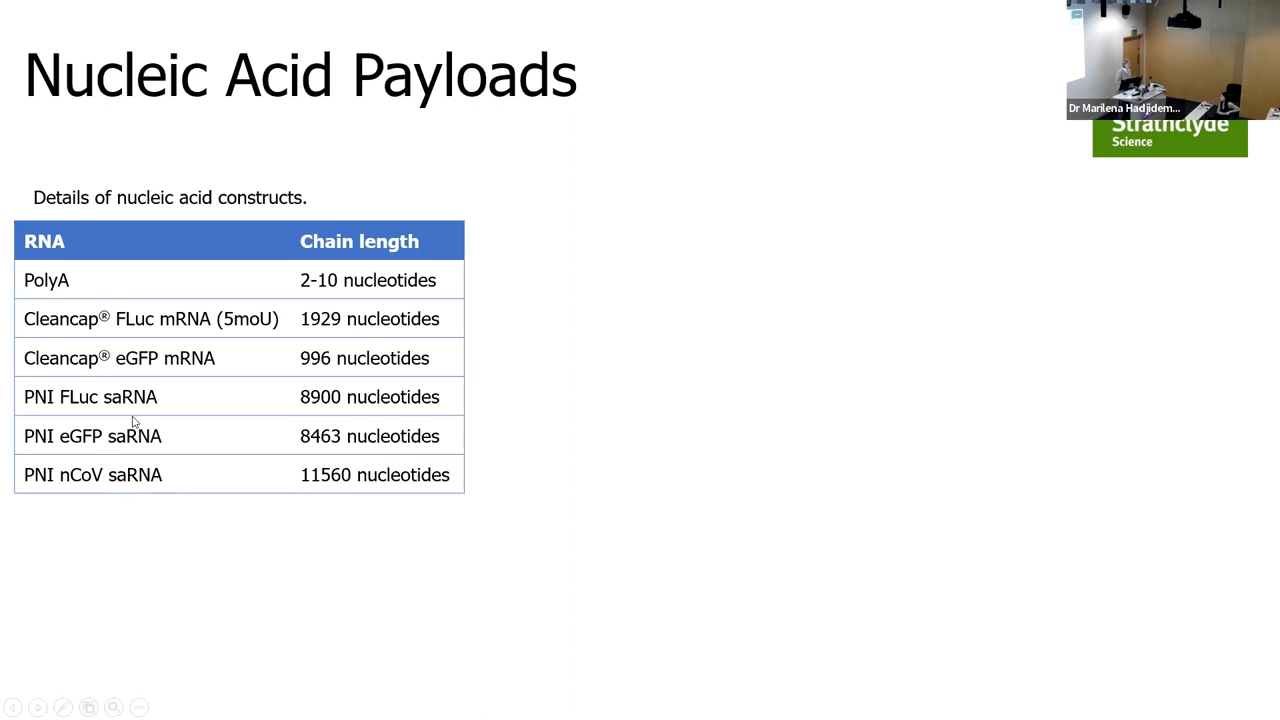 Nucleic Acid Payloads
Dr Marilena Hadjidem...
Strathclyde
Science
Details of nucleic acid constructs.
RNA Chain length
PolyA 2-10 nucleotides
Cleancap® FLuc mRNA (5moU) 1929 nucleotides
Cleancap® eGFP mRNA 996 nucleotides
PNI FLuc saRNA 8900 nucleotides
PNI eGFP saRNA 8463 nucleotides
PNI nCoV saRNA 11560 nucleotides